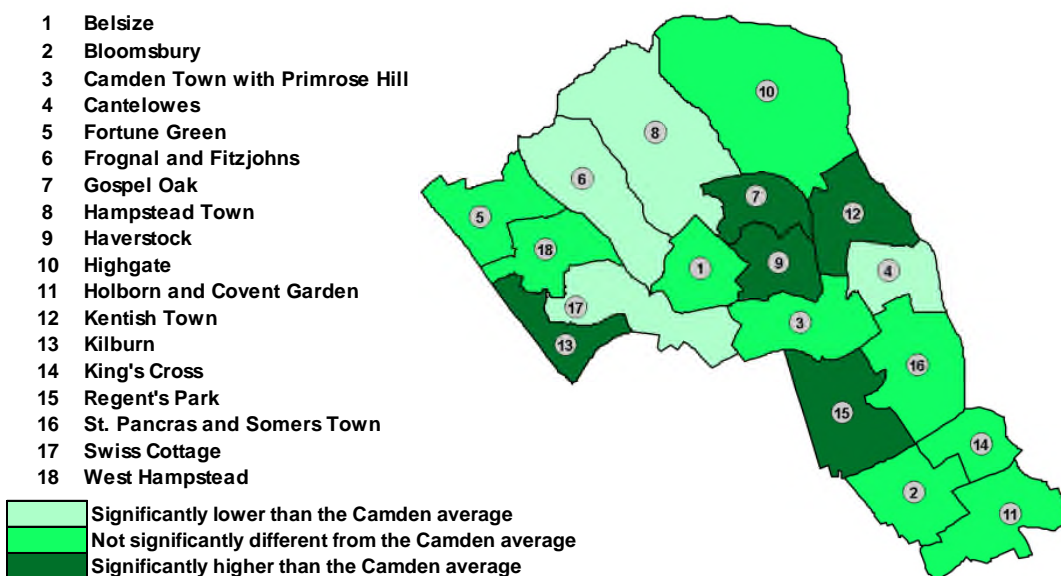 1 Belsize
2 Bloomsbury
3 Camden Town with Primrose Hill
4 Cantelowes
5 Fortune Green
6 Frognal and Fitzjohns
7 Gospel Oak
8 Hampstead Town
9 Haverstock
10 Highgate
11 Holborn and Covent Garden
12 Kentish Town
13 Kilburn
14 King's Cross
15 Regent's Park
16 St. Pancras and Somers Town
17 Swiss Cottage
18 West Hampstead
Significantly lower than the Camden average
Not significantly different from the Camden average
Significantly higher than the Camden average
10
8
6
7
12
5
18
1
9
4
17
3
13
16
15
14
2
11